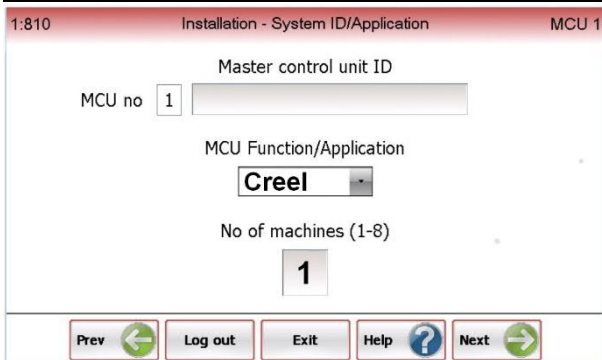 1:810 Installation - System ID/Application MCU 1
Master control unit ID
MCU no 1
MCU Function/Application
Creel
No of machines (1-8)
1
Prev Log out Exit Help ? Next